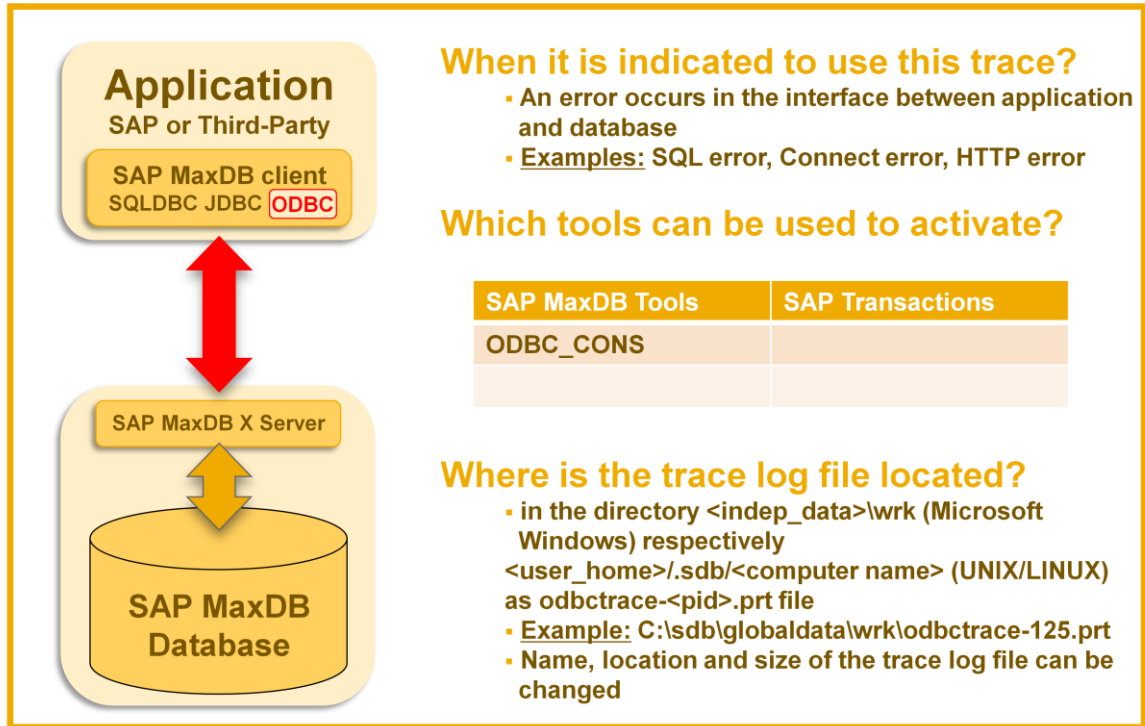 Application
SAP or Third-Party
SAP MaxDB client
SQLDBC JDBC ODBC
SAP MaxDB X Server
SAP MaxDB
Database
When it is indicated to use this trace?
▪ An error occurs in the interface between application
and database
▪ Examples: SQL error, Connect error, HTTP error
Which tools can be used to activate?
SAP MaxDB Tools SAP Transactions
ODBC_CONS
Where is the trace log file located?
▪ in the directory <indep_data>\wrk (Microsoft
Windows) respectively
<user_home>/.sdb/<computer name> (UNIX/LINUX)
as odbctrace-<pid>.prt file
▪ Example: C:\sdb\globaldata\wrk\odbctrace-125.prt
▪ Name, location and size of the trace log file can be
changed